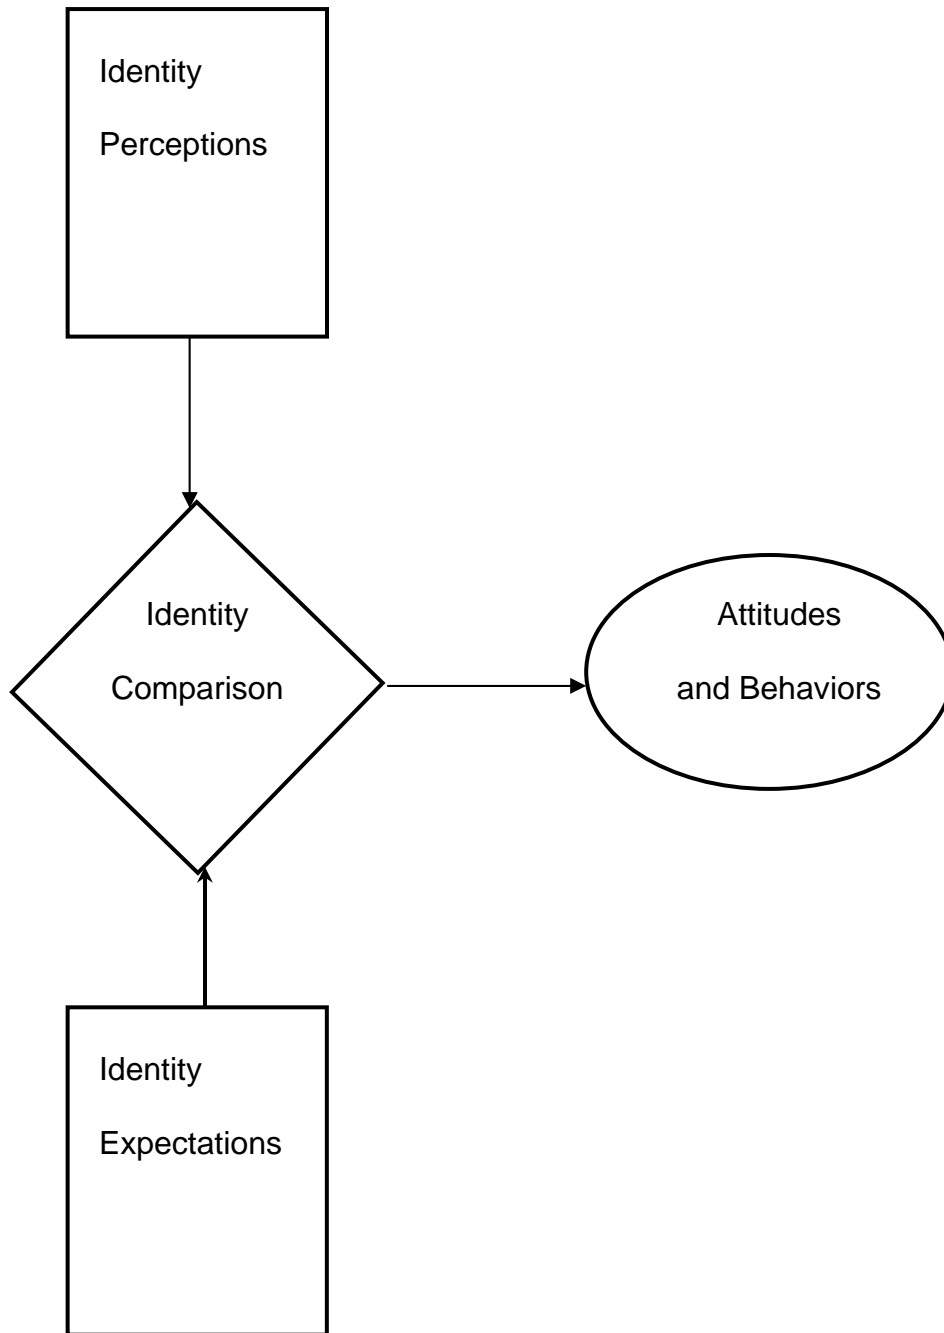 Identity
Perceptions
Identity
Comparison
Attitudes
and Behaviors
Identity
Expectations